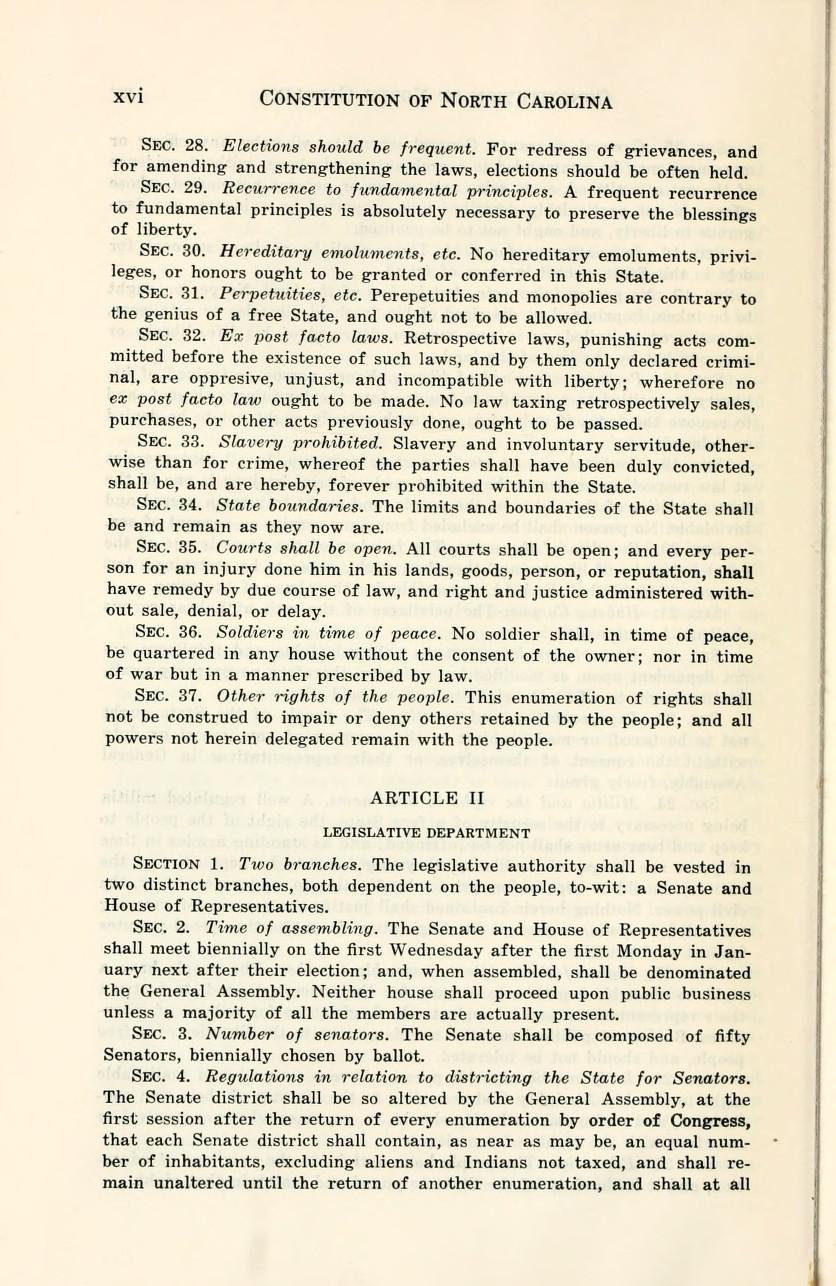 xvi CONSTITUTION OF NORTH CAROLINA
SEC. 28. Elections should be frequent. For redress of grievances, and
for amending and strengthening the laws, elections should be often held.
SEC. 29. Recurrence to fundamental principles. A frequent recurrence
to fundamental principles is absolutely necessary to preserve the blessings
of liberty.
SEC. 30. Hereditary emoluments, etc. No hereditary emoluments, privi-
leges, or honors ought to be granted or conferred in this State.
SEC. 31. Perpetuities, etc. Perepetuities and monopolies are contrary to
the genius of a free State, and ought not to be allowed.
SEC. 32. Ex post facto laws. Retrospective laws, punishing acts com-
mitted before the existence of such laws, and by them only declared crimi-
nal, are oppresive, unjust, and incompatible with liberty; wherefore no
ex post facto law ought to be made. No law taxing retrospectively sales,
purchases, or other acts previously done, ought to be passed.
SEC. 33. Slavery prohibited. Slavery and involuntary servitude, other-
wise than for crime, whereof the parties shall have been duly convicted,
shall be, and are hereby, forever prohibited within the State.
SEC. 34. State boundaries. The limits and boundaries of the State shall
be and remain as they now are.
SEC. 35. Courts shall be open. All courts shall be open; and every per-
son for an injury done him in his lands, goods, person, or reputation, shall
have remedy by due course of law, and right and justice administered with-
out sale, denial, or delay.
SEC. 36. Soldiers in time of peace. No soldier shall, in time of peace,
be quartered in any house without the consent of the owner; nor in time
of war but in a manner prescribed by law.
SEC. 37. Other rights of the people. This enumeration of rights shall
not be construed to impair or deny others retained by the people; and all
powers not herein delegated remain with the people.
ARTICLE II
LEGISLATIVE DEPARTMENT
SECTION 1. Two branches. The legislative authority shall be vested in
two distinct branches, both dependent on the people, to-wit: a Senate and
House of Representatives.
SEC. 2. Time of assembling. The Senate and House of Representatives
shall meet biennially on the first Wednesday after the first Monday in Jan-
uary next after their election; and, when assembled, shall be denominated
the General Assembly. Neither house shall proceed upon public business
unless a majority of all the members are actually present.
SEC. 3. Number of senators. The Senate shall be composed of fifty
Senators, biennially chosen by ballot.
SEC. 4. Regulations in relation to districting the State for Senators.
The Senate district shall be so altered by the General Assembly, at the
first session after the return of every enumeration by order of Congress,
that each Senate district shall contain, as near as may be, an equal num-
ber of inhabitants, excluding aliens and Indians not taxed, and shall re-
main unaltered until the return of another enumeration, and shall at all